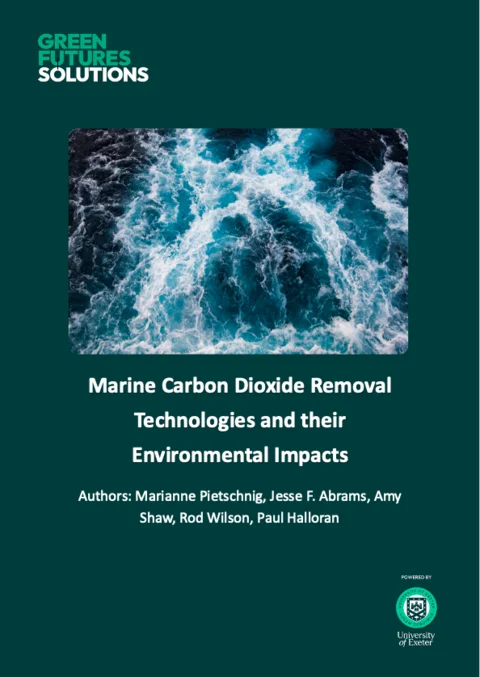 GREEN
FUTURES
SOLUTIONS
Marine Carbon Dioxide Removal
Technologies and their
Environmental Impacts
Authors: Marianne Pietschnig, Jesse F. Abrams, Amy
Shaw, Rod Wilson, Paul Halloran
POWERED BY
University
of Exeter